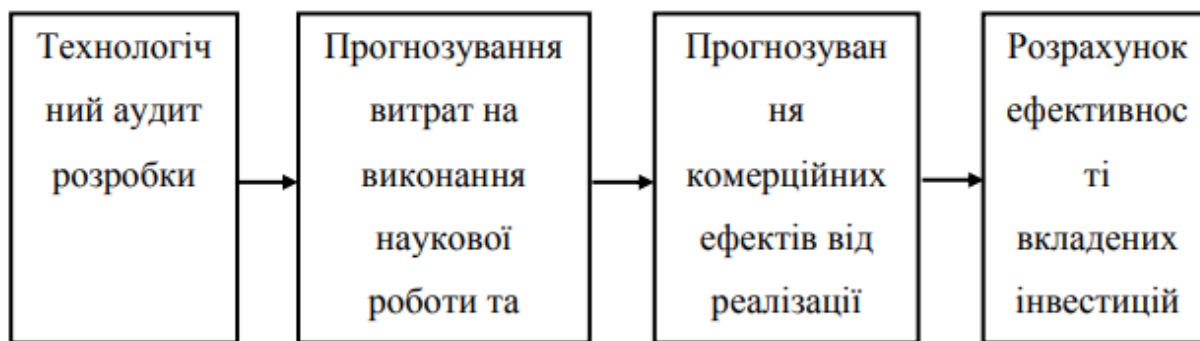 Технологіч
ний аудит
розробки
Прогнозування
витрат на
виконання
наукової
роботи та
Прогнозуван
ня
комерційних
ефектів від
реалізації
Розрахунок
ефективнос
ті
вкладених
інвестицій